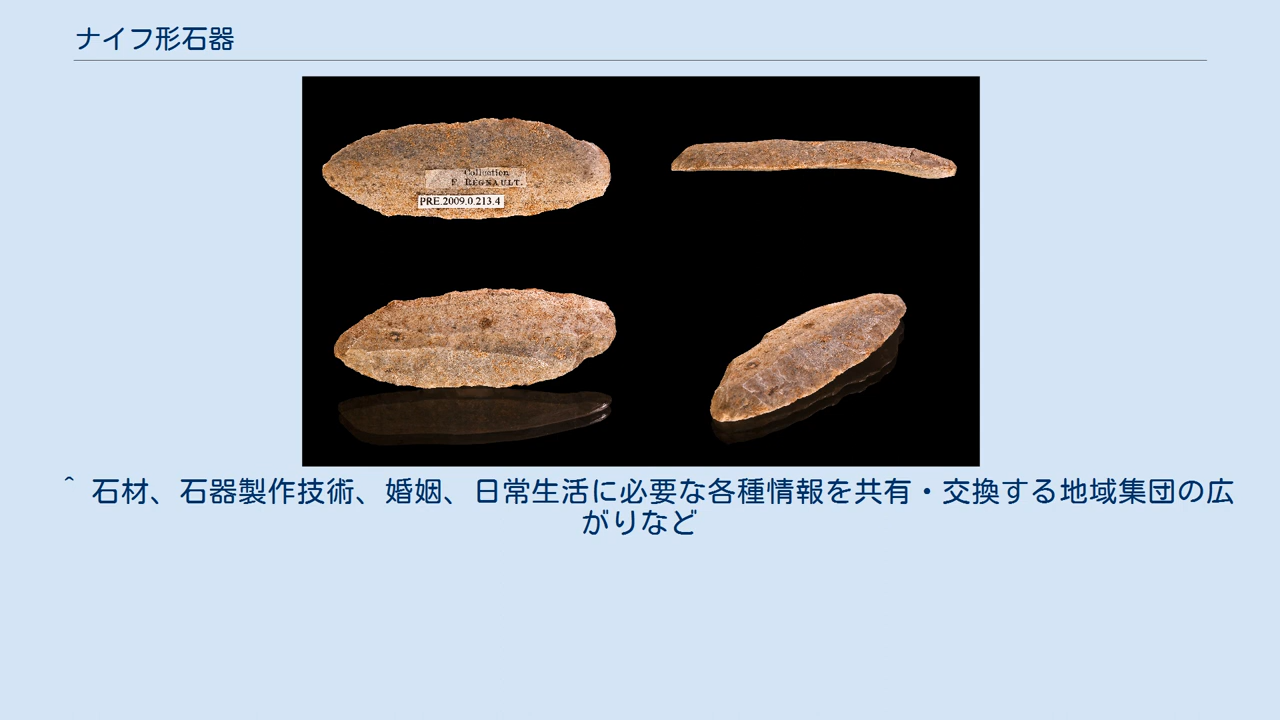 ナイフ形石器
Collection
F. REGNAULT.
PRE.2009.0.213.4
^ 石材、石器製作技術、婚姻、日常生活に必要な各種情報を共有・交換する地域集団の広
がりなど